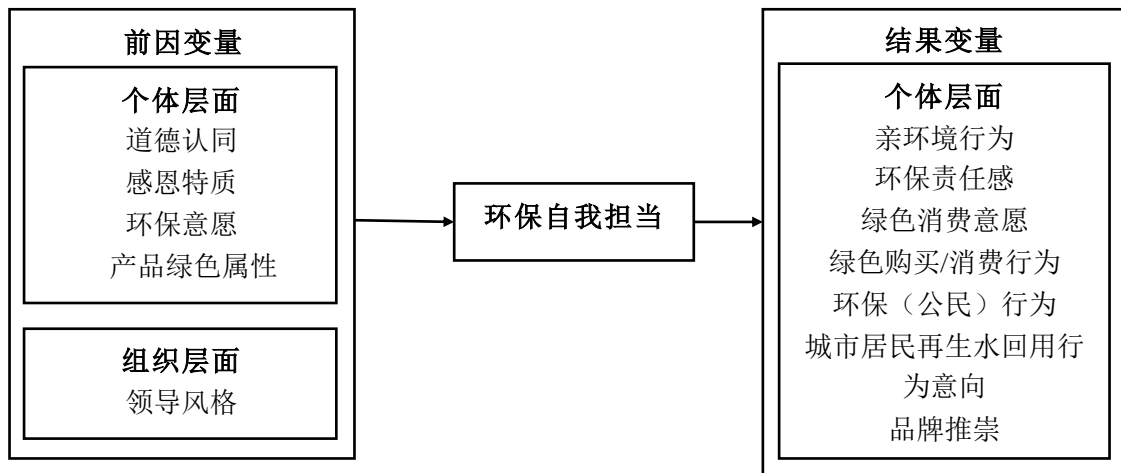 前因变量
个体层面
道德认同
感恩特质
环保意愿
产品绿色属性
组织层面
领导风格
环保自我担当
结果变量
个体层面
亲环境行为
环保责任感
绿色消费意愿
绿色购买/消费行为
环保（公民）行为
城市居民再生水回用行
为意向
品牌推崇